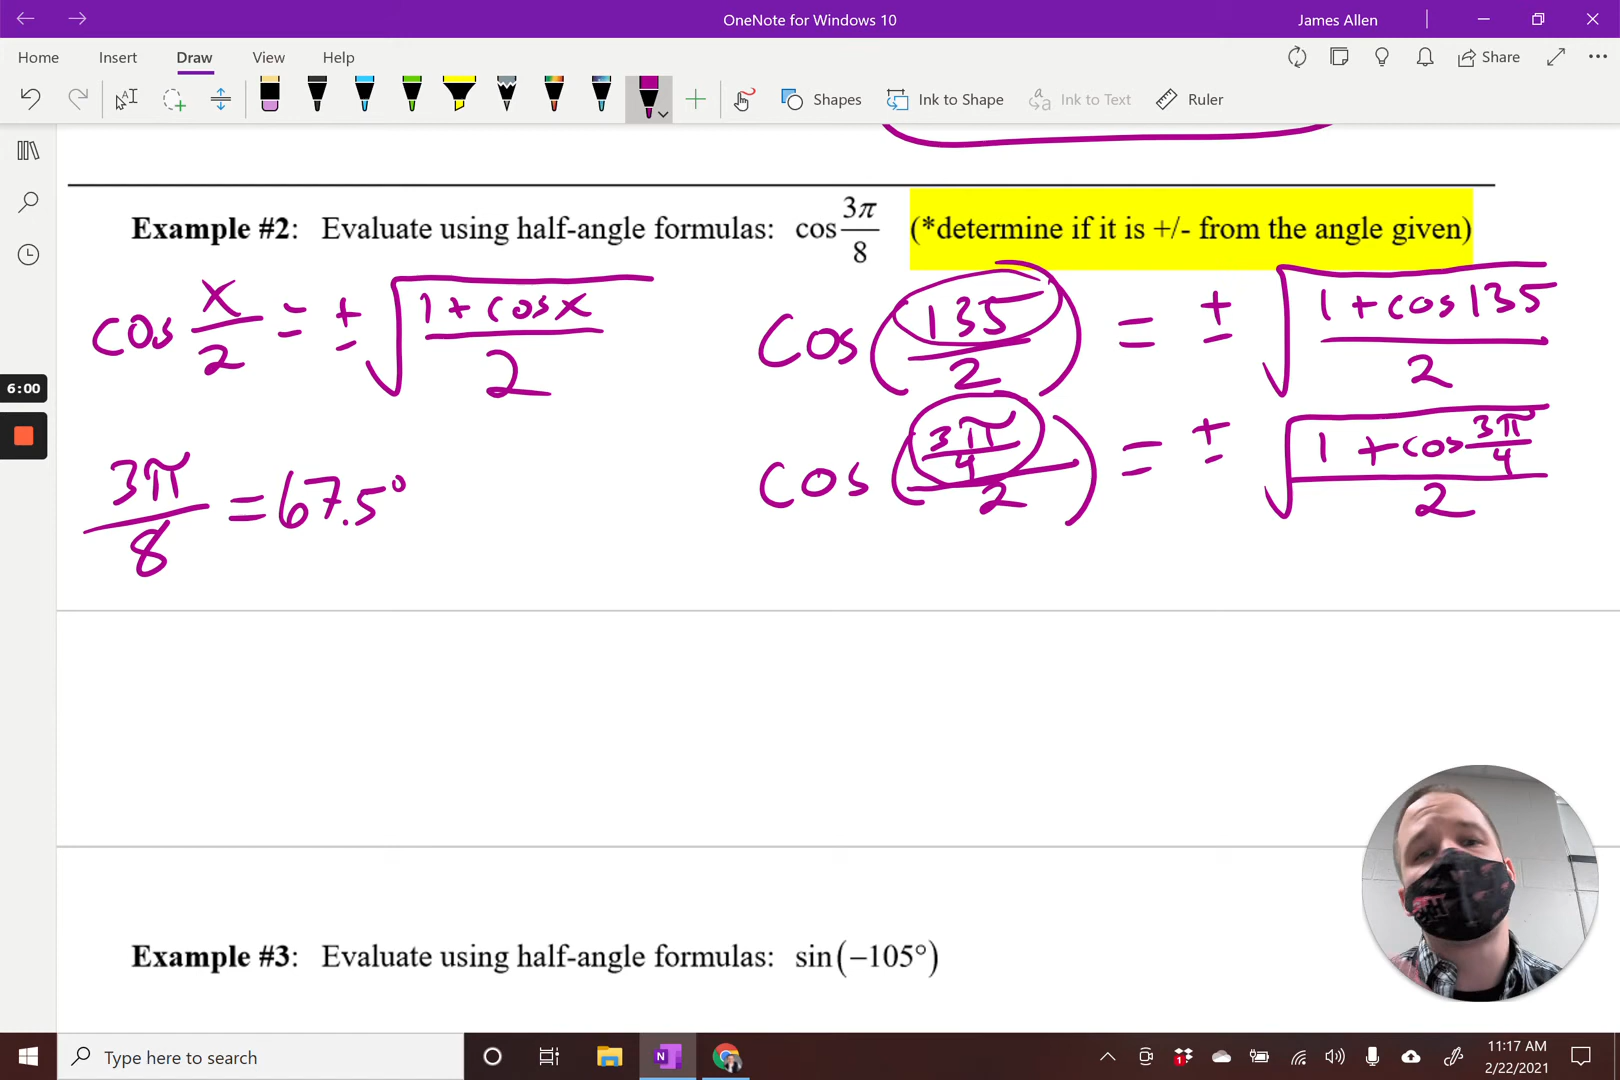 OneNote for Windows 10
James Allen
Home Insert Draw View Help
Share
Shapes Ink to Shape Ink to Text Ruler
Example #2: Evaluate using half-angle formulas: cos 3π/8 (*determine if it is +/- from the angle given)
cos x/2 = ± √((1 + cos x)/2)
cos(135/2) = ± √((1 + cos 135)/2)
cos((3π/4)/2) = ± √((1 + cos 3π/4)/2)
6:00
3π/8 = 67.5°
Example #3: Evaluate using half-angle formulas: sin(−105°)
Type here to search
11:17 AM
2/22/2021